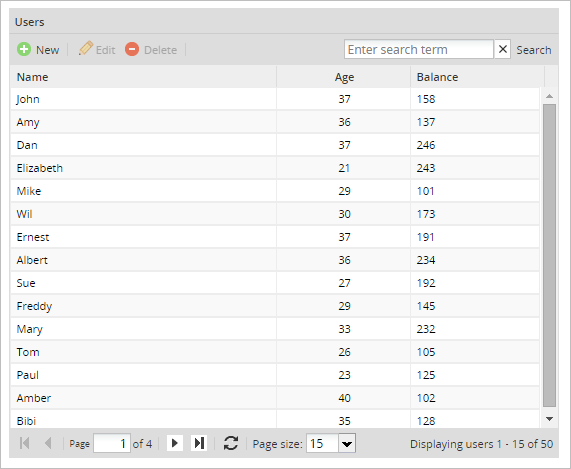 Users
New Edit Delete Enter search term Search
Name Age Balance
John 37 158
Amy 36 137
Dan 37 246
Elizabeth 21 243
Mike 29 101
Wil 30 173
Ernest 37 191
Albert 36 234
Sue 27 192
Freddy 29 145
Mary 33 232
Tom 26 105
Paul 23 125
Amber 40 102
Bibi 35 128
Page 1 of 4 Page size: 15 Displaying users 1 - 15 of 50